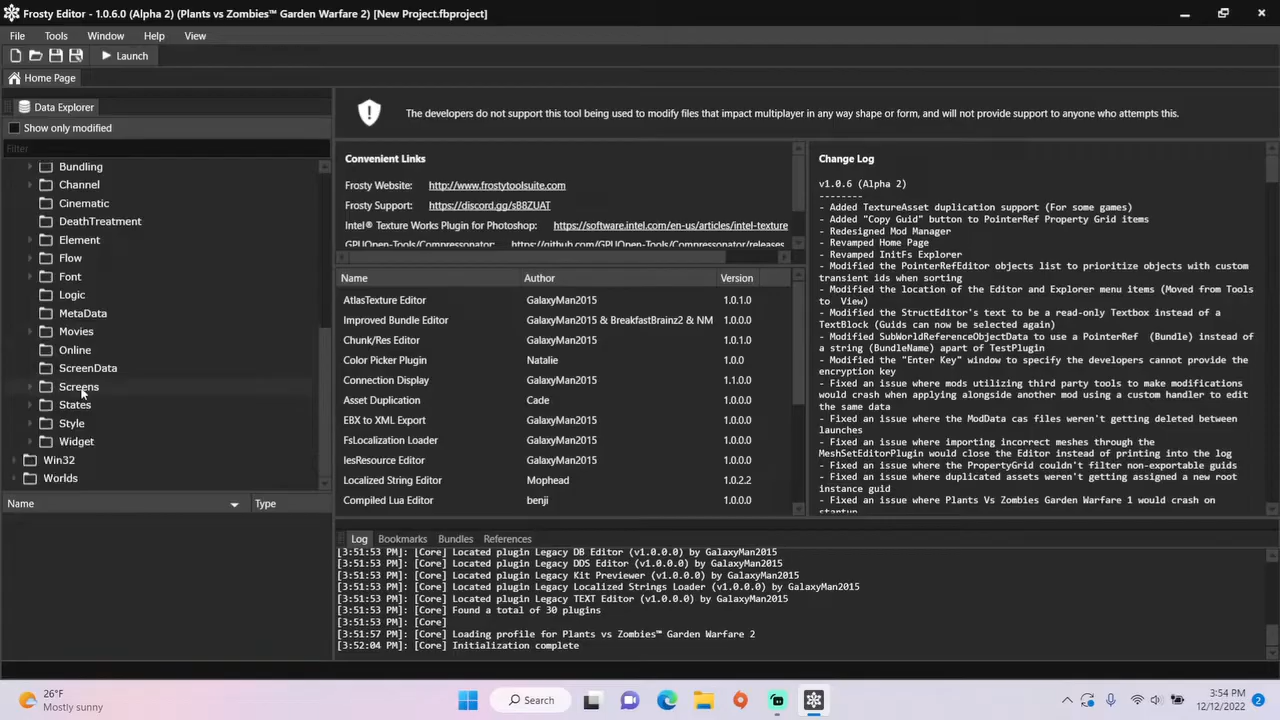 Frosty Editor - 1.0.6.0 (Alpha 2) (Plants vs Zombies™ Garden Warfare 2) [New Project.fbproject]
File Tools Window Help View
Launch
Home Page
Data Explorer
Show only modified
Filter
Bundling
Channel
Cinematic
DeathTreatment
Element
Flow
Font
Logic
MetaData
Movies
Online
ScreenData
Screens
States
Style
Widget
Win32
Worlds
Name Type
The developers do not support this tool being used to modify files that impact multiplayer in any way shape or form, and will not provide support to anyone who attempts this.
Convenient Links
Frosty Website: http://www.frostytoolsuite.com
Frosty Support: https://discord.gg/sB8ZUAT
Intel® Texture Works Plugin for Photoshop: https://software.intel.com/en-us/articles/intel-texture
GPUOpen-Tools/Compressonator: https://github.com/GPUOpen-Tools/Compressonator/releases
Name Author Version
AtlasTexture Editor GalaxyMan2015 1.0.1.0
Improved Bundle Editor GalaxyMan2015 & BreakfastBrainz2 & NM 1.0.0.0
Chunk/Res Editor GalaxyMan2015 1.0.1.0
Color Picker Plugin Natalie 1.0.0
Connection Display GalaxyMan2015 1.1.0.0
Asset Duplication Cade 1.0.0.0
EBX to XML Export GalaxyMan2015 1.0.0.0
FsLocalization Loader GalaxyMan2015 1.0.0.0
IesResource Editor GalaxyMan2015 1.0.0.0
Localized String Editor Mophead 1.0.2.2
Compiled Lua Editor benji 1.0.0.0
Change Log
v1.0.6 (Alpha 2)
--------
- Added TextureAsset duplication support (For some games)
- Added "Copy Guid" button to PointerRef Property Grid items
- Redesigned Mod Manager
- Revamped Home Page
- Revamped InitFs Explorer
- Modified the PointerRefEditor objects list to prioritize objects with custom
transient ids when sorting
- Modified the location of the Editor and Explorer menu items (Moved from Tools
to View)
- Modified the StructEditor's text to be a read-only Textbox instead of a
TextBlock (Guids can now be selected again)
- Modified SubWorldReferenceObjectData to use a PointerRef (Bundle) instead of
a string (BundleName) apart of TestPlugin
- Modified the "Enter Key" window to specify the developers cannot provide the
encryption key
- Fixed an issue where mods utilizing third party tools to make modifications
would crash when applying alongside another mod using a custom handler to edit
the same data
- Fixed an issue where the ModData cas files weren't getting deleted between
launches
- Fixed an issue where importing incorrect meshes through the
MeshSetEditorPlugin would close the Editor instead of printing into the log
- Fixed an issue where the PropertyGrid couldn't filter non-exportable guids
- Fixed an issue where duplicated assets weren't getting assigned a new root
instance guid
- Fixed an issue where Plants Vs Zombies Garden Warfare 1 would crash on
startup
Log Bookmarks Bundles References
[3:51:53 PM]: [Core] Located plugin Legacy DB Editor (v1.0.0.0) by GalaxyMan2015
[3:51:53 PM]: [Core] Located plugin Legacy DDS Editor (v1.0.0.0) by GalaxyMan2015
[3:51:53 PM]: [Core] Located plugin Legacy Kit Previewer (v1.0.0.0) by GalaxyMan2015
[3:51:53 PM]: [Core] Located plugin Legacy Localized Strings Loader (v1.0.0.0) by GalaxyMan2015
[3:51:53 PM]: [Core] Located plugin Legacy TEXT Editor (v1.0.0.0) by GalaxyMan2015
[3:51:53 PM]: [Core] Found a total of 30 plugins
[3:51:53 PM]: [Core]
[3:51:57 PM]: [Core] Loading profile for Plants vs Zombies™ Garden Warfare 2
[3:52:04 PM]: [Core] Initialization complete
26°F
Mostly sunny
Search
3:54 PM
12/12/2022
2